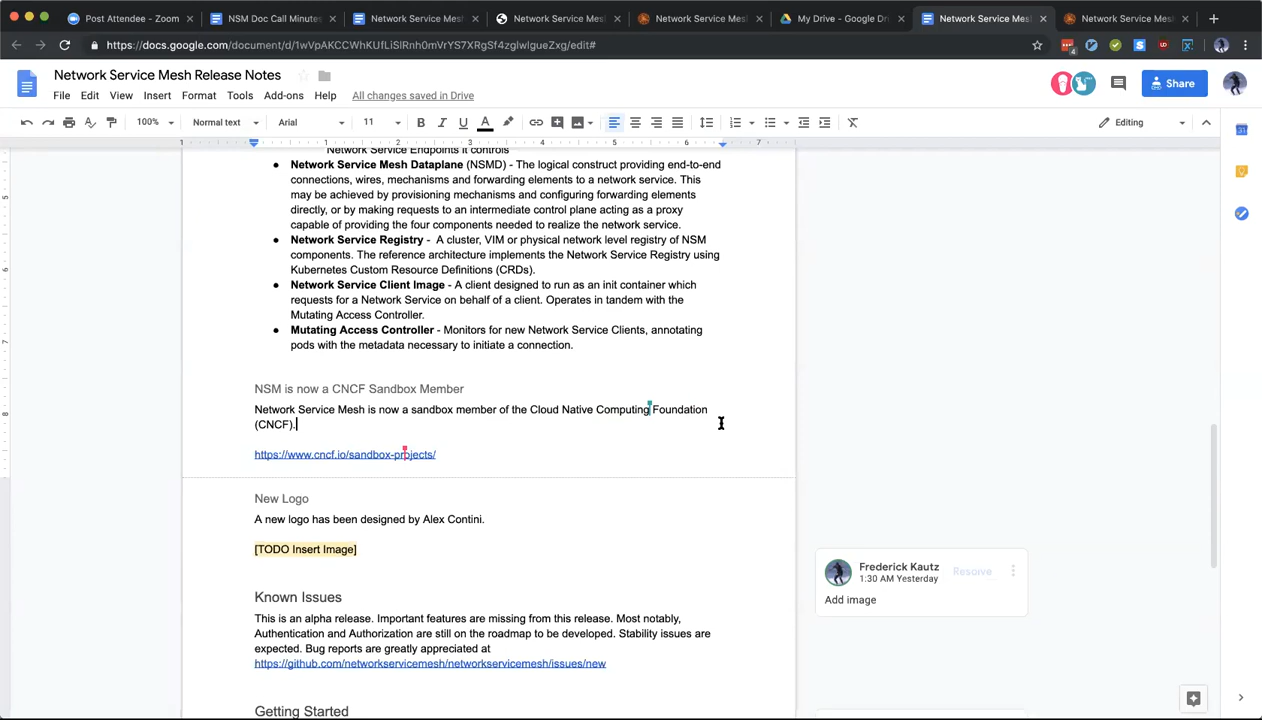 Post Attendee - Zoom
NSM Doc Call Minutes
Network Service Mesh
Network Service Mes
Network Service Mes
My Drive - Google Dri
Network Service Mes
Network Service Mes
https://docs.google.com/document/d/1wVpAKCCWhKUfLiSlRnh0mVrYS7XRgSf4zglwIgueZxg/edit#
4
Network Service Mesh Release Notes
File Edit View Insert Format Tools Add-ons Help All changes saved in Drive
Share
100% Normal text Arial 11 B I U A Editing
1 1 2 3 4 5 6 7
Network Service Endpoints it controls
● Network Service Mesh Dataplane (NSMD) - The logical construct providing end-to-end
connections, wires, mechanisms and forwarding elements to a network service. This
may be achieved by provisioning mechanisms and configuring forwarding elements
directly, or by making requests to an intermediate control plane acting as a proxy
capable of providing the four components needed to realize the network service.
● Network Service Registry - A cluster, VIM or physical network level registry of NSM
components. The reference architecture implements the Network Service Registry using
Kubernetes Custom Resource Definitions (CRDs).
● Network Service Client Image - A client designed to run as an init container which
requests for a Network Service on behalf of a client. Operates in tandem with the
Mutating Access Controller.
● Mutating Access Controller - Monitors for new Network Service Clients, annotating
pods with the metadata necessary to initiate a connection.
NSM is now a CNCF Sandbox Member
Network Service Mesh is now a sandbox member of the Cloud Native Computing Foundation
(CNCF).
https://www.cncf.io/sandbox-projects/
New Logo
A new logo has been designed by Alex Contini.
[TODO Insert Image]
Frederick Kautz
1:30 AM Yesterday
Resolve
Add image
Known Issues
This is an alpha release. Important features are missing from this release. Most notably,
Authentication and Authorization are still on the roadmap to be developed. Stability issues are
expected. Bug reports are greatly appreciated at
https://github.com/networkservicemesh/networkservicemesh/issues/new
Getting Started